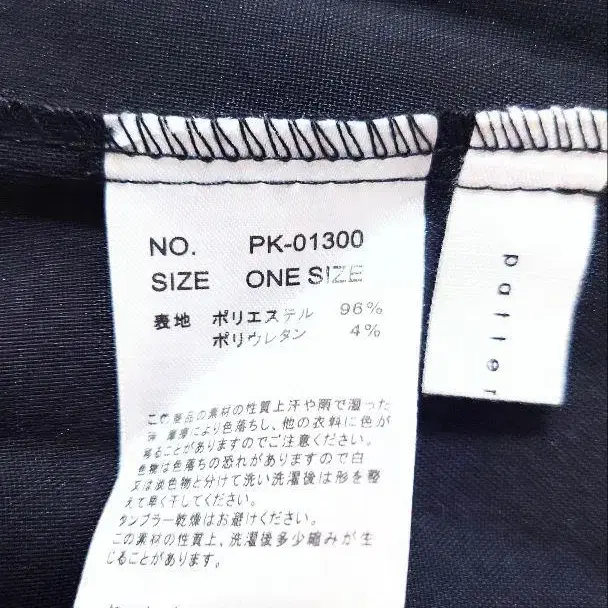 NO. PK-01300
SIZE ONE SIZE
表地 ポリエステル 96%
ポリウレタン 4%
この製品の素材の性質上汗や雨で湿った
摩擦により色落ちし、他の衣料に色が
移ることがありますのでご注意ください。
色物は色落ちの恐れがありますので白
又は淡色物と分けて洗い洗濯後は形を整
えて早く干してください。
タンブラー乾燥はお避けください。
この素材の性質上、洗濯後多少縮みが生
じることがあります。
patier